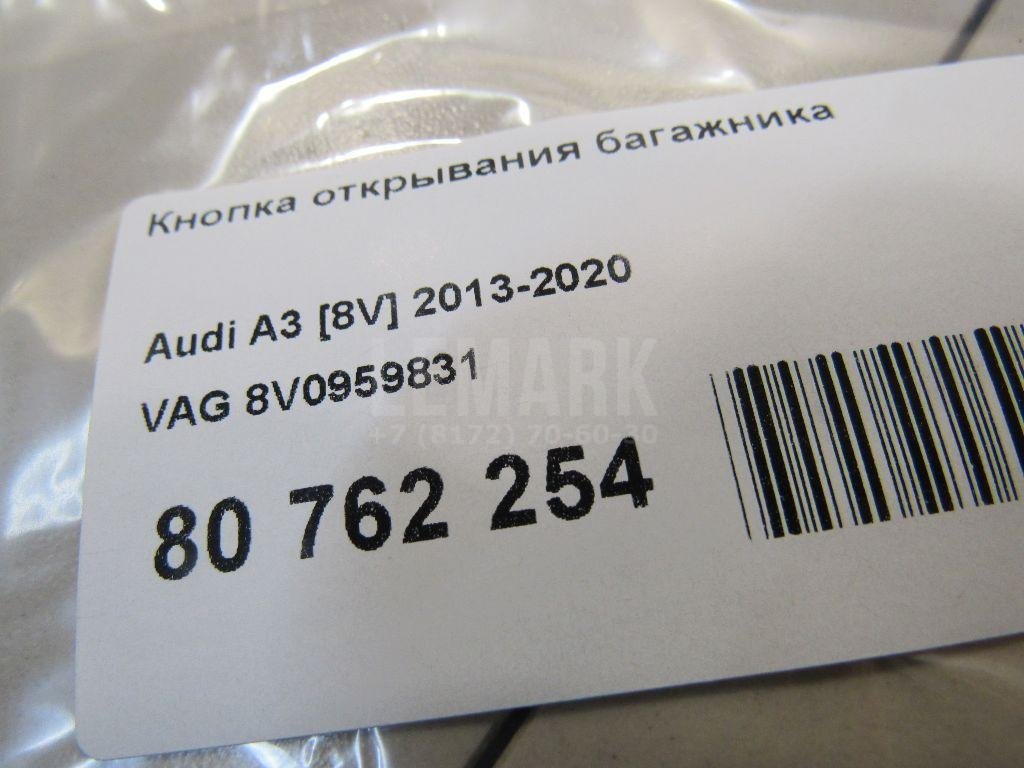 Кнопка открывания багажника
Audi A3 [8V] 2013-2020
VAG 8V0959831
LEMARK
+7 (8172) 70-60-30
80 762 254